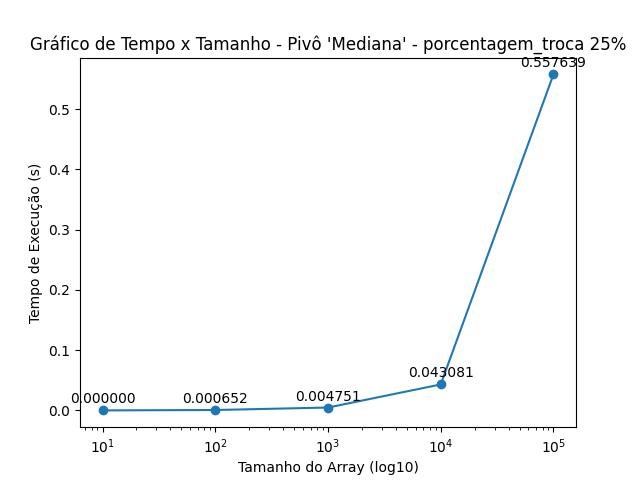 Gráfico de Tempo x Tamanho - Pivô 'Mediana' - porcentagem_troca 25%
0.557639
0.5
0.4
Tempo de Execução (s)
0.3
0.2
0.1
0.043081
0.004751
0.000652
0.000000
0.0
10¹ 10² 10³ 10⁴ 10⁵
Tamanho do Array (log10)